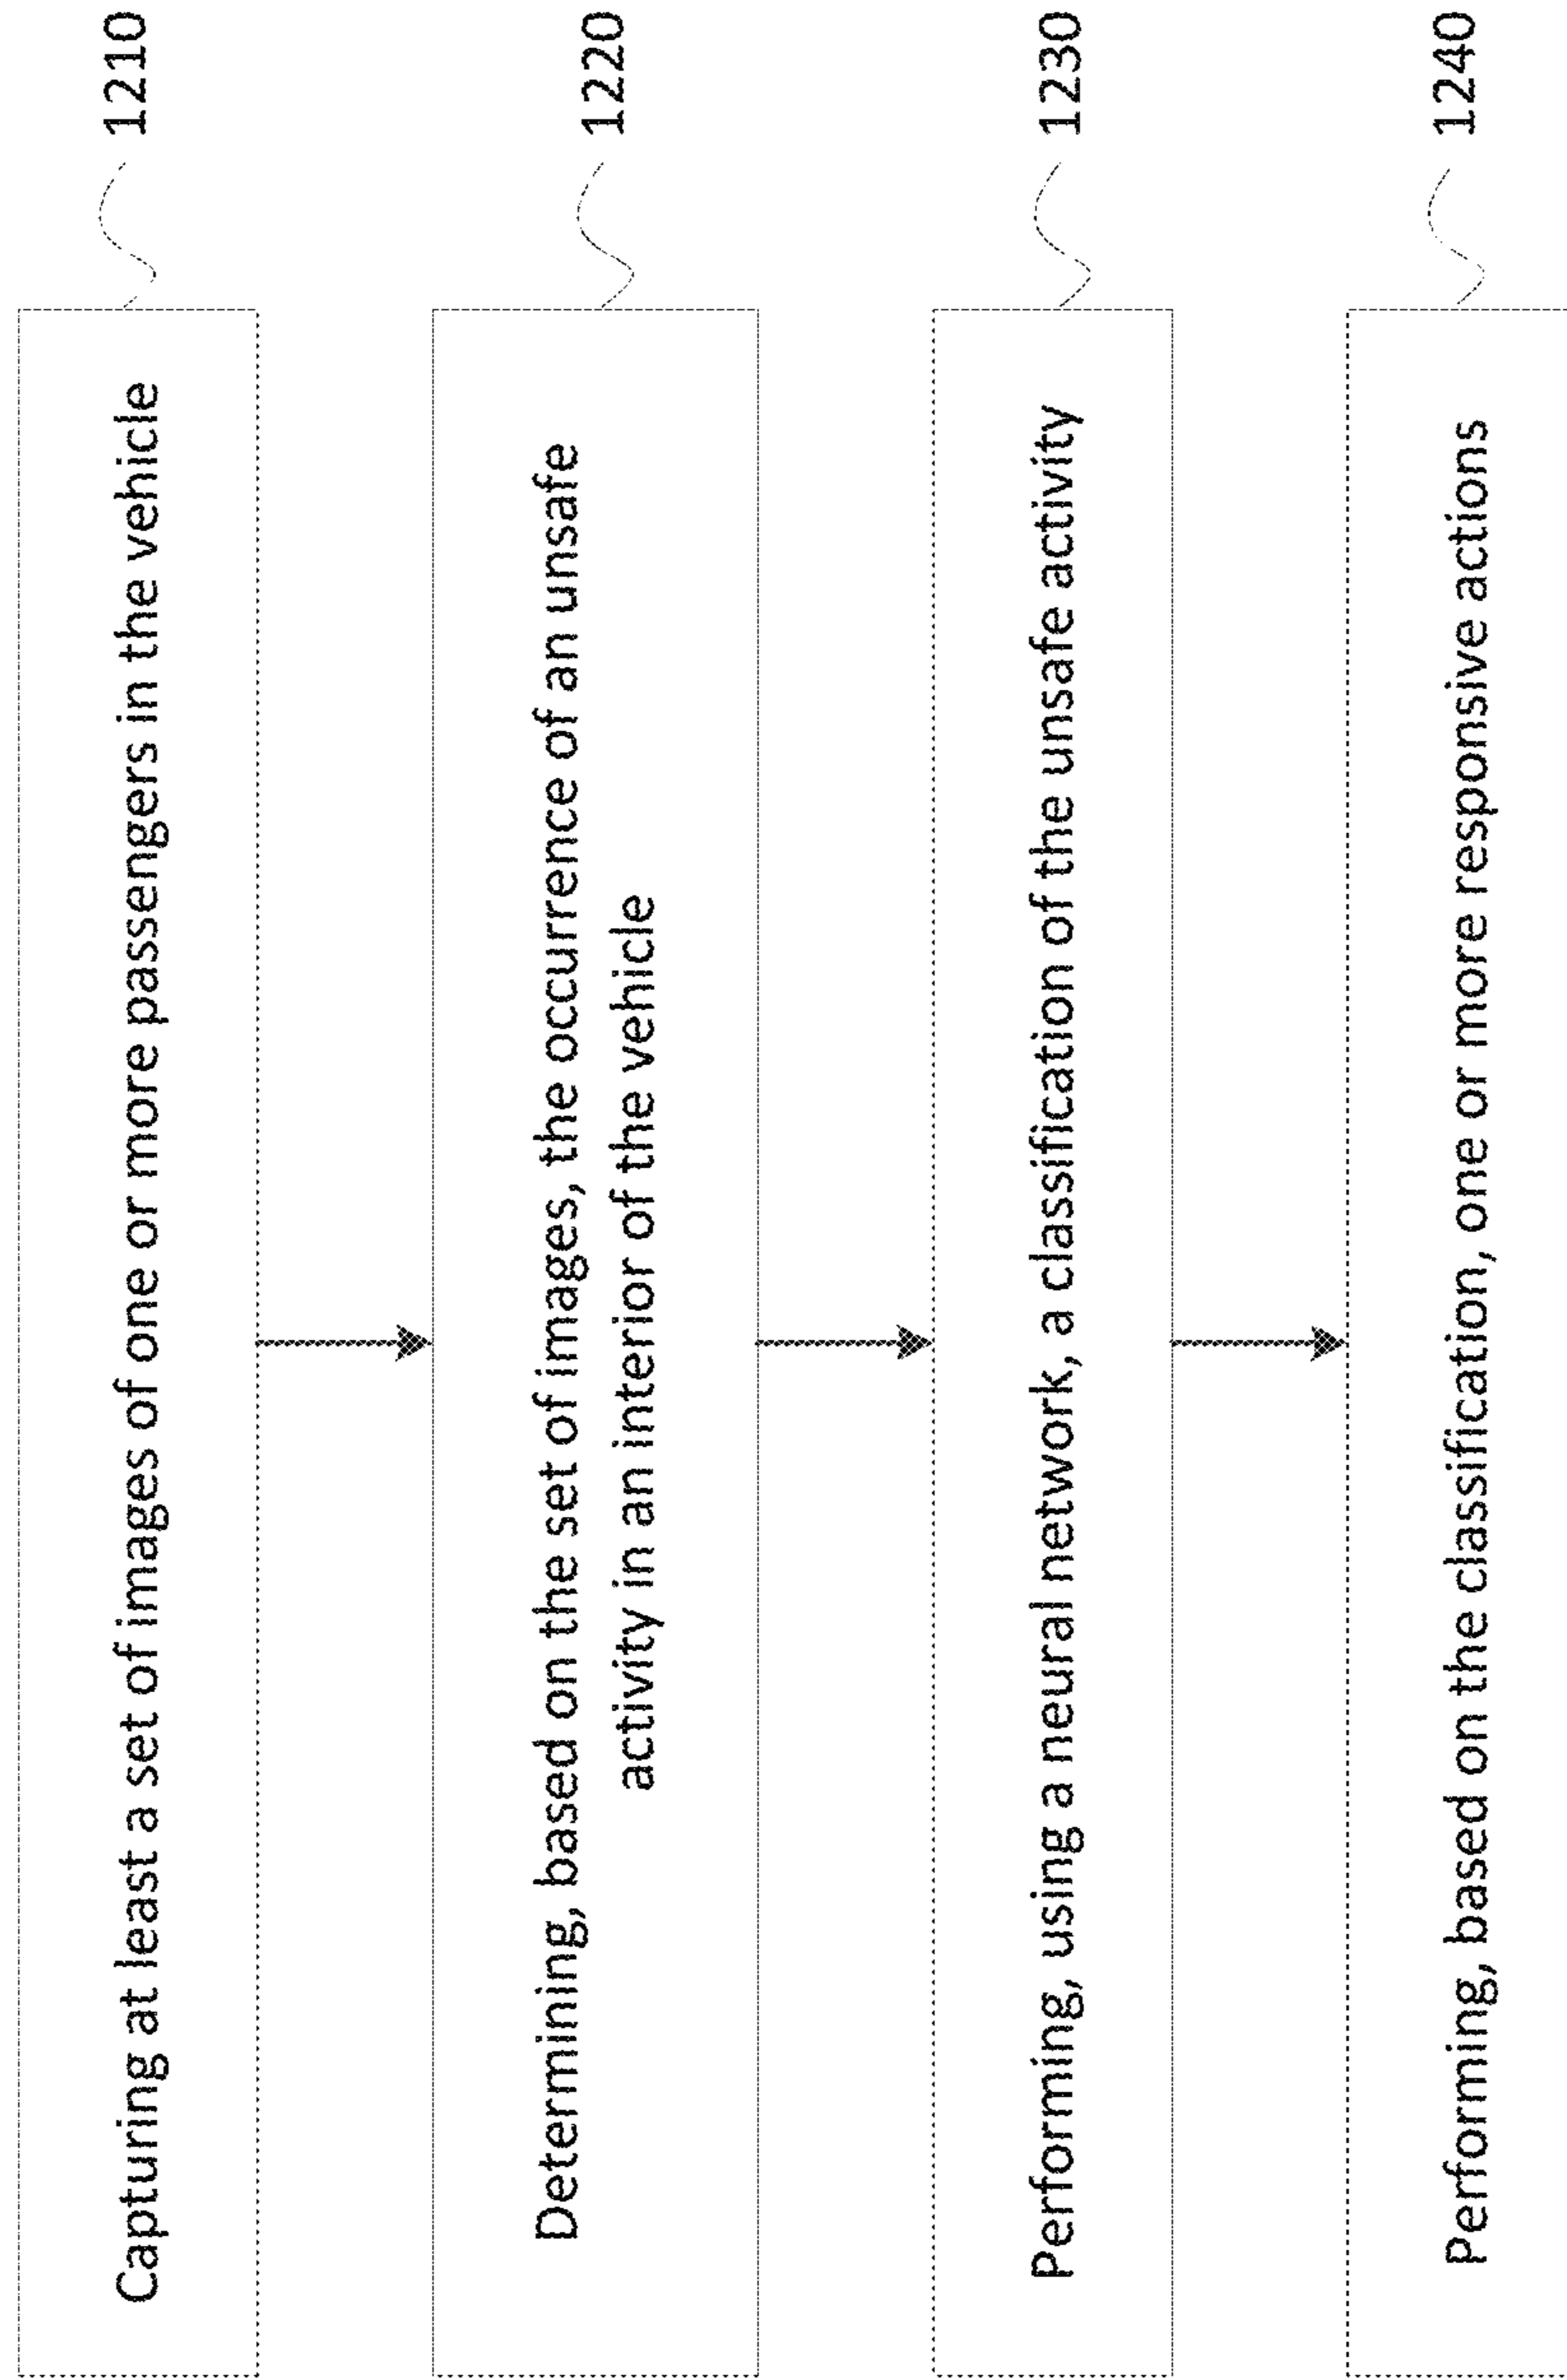 Capturing at least a set of images of one or more passengers in the vehicle
1210
Determining, based on the set of images, the occurrence of an unsafe
activity in an interior of the vehicle
1220
Performing, using a neural network, a classification of the unsafe activity
1230
Performing, based on the classification, one or more responsive actions
1240